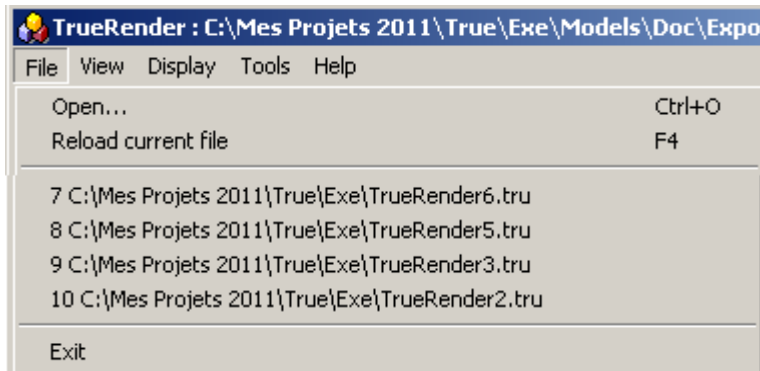 TrueRender : C:\Mes Projets 2011\True\Exe\Models\Doc\Expo
File View Display Tools Help
Open... Ctrl+O
Reload current file F4
7 C:\Mes Projets 2011\True\Exe\TrueRender6.tru
8 C:\Mes Projets 2011\True\Exe\TrueRender5.tru
9 C:\Mes Projets 2011\True\Exe\TrueRender3.tru
10 C:\Mes Projets 2011\True\Exe\TrueRender2.tru
Exit